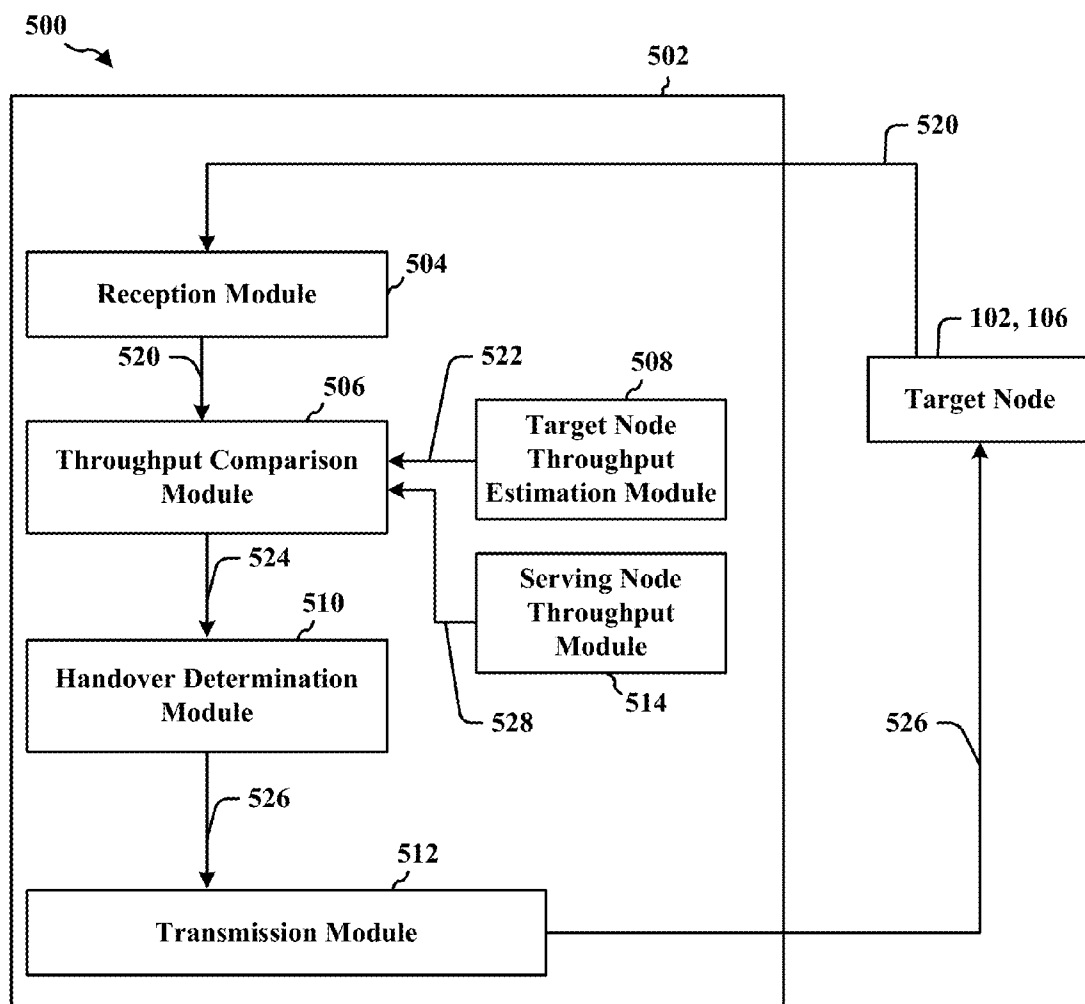 500
502
520
504
Reception Module
102, 106
520
522
508
506
Target Node
Target Node
Throughput
Estimation Module
Throughput Comparison
Module
524
Serving Node
Throughput
Module
510
Handover Determination
Module
514
528
526
526
512
Transmission Module